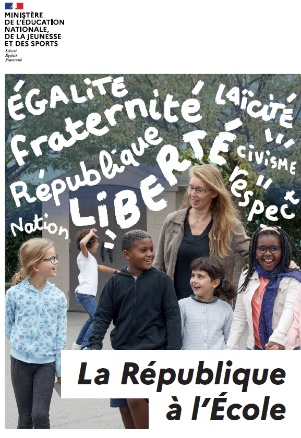 MINISTÈRE
DE L'ÉDUCATION
NATIONALE,
DE LA JEUNESSE
ET DES SPORTS
Liberté
Égalité
Fraternité
ÉGALITÉ
fraternité
LAÏCITÉ
République
LIBERTÉ
CIVISME
Nation
respect
La République
à l'École